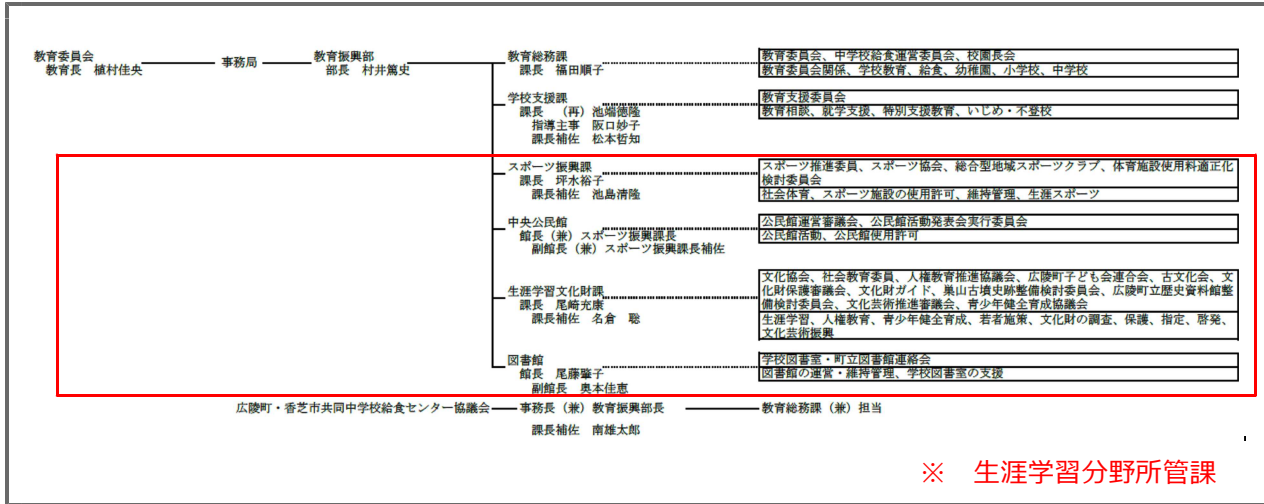 教育委員会
教育長 植村佳央
事務局
教育振興部
部長 村井篤史
教育総務課
課長 福田順子
教育委員会、中学校給食運営委員会、校園長会
教育委員会関係、学校教育、給食、幼稚園、小学校、中学校
学校支援課
課長 (再)池端徳隆
指導主事 阪口妙子
課長補佐 松本哲知
教育支援委員会
教育相談、就学支援、特別支援教育、いじめ・不登校
スポーツ振興課
課長 坪水裕子
課長補佐 池島清隆
スポーツ推進委員、スポーツ協会、総合型地域スポーツクラブ、体育施設使用料適正化
検討委員会
社会体育、スポーツ施設の使用許可、維持管理、生涯スポーツ
中央公民館
館長(兼)スポーツ振興課長
副館長(兼)スポーツ振興課長補佐
公民館運営審議会、公民館活動発表会実行委員会
公民館活動、公民館使用許可
生涯学習文化財課
課長 尾崎光康
課長補佐 名倉 聡
文化協会、社会教育委員、人権教育推進協議会、広陵町子ども会連合会、古文化会、文
化財保護審議会、文化財ガイド、巣山古墳史跡整備検討委員会、広陵町立歴史資料館整
備検討委員会、文化芸術推進審議会、青少年健全育成協議会
生涯学習、人権教育、青少年健全育成、若者施策、文化財の調査、保護、指定、啓発、
文化芸術振興
図書館
館長 尾藤肇子
副館長 奥本佳恵
学校図書室・町立図書館連絡会
図書館の運営・維持管理、学校図書室の支援
広陵町・香芝市共同中学校給食センター協議会
事務長(兼)教育振興部長
教育総務課(兼)担当
課長補佐 南雄太郎
※ 生涯学習分野所管課